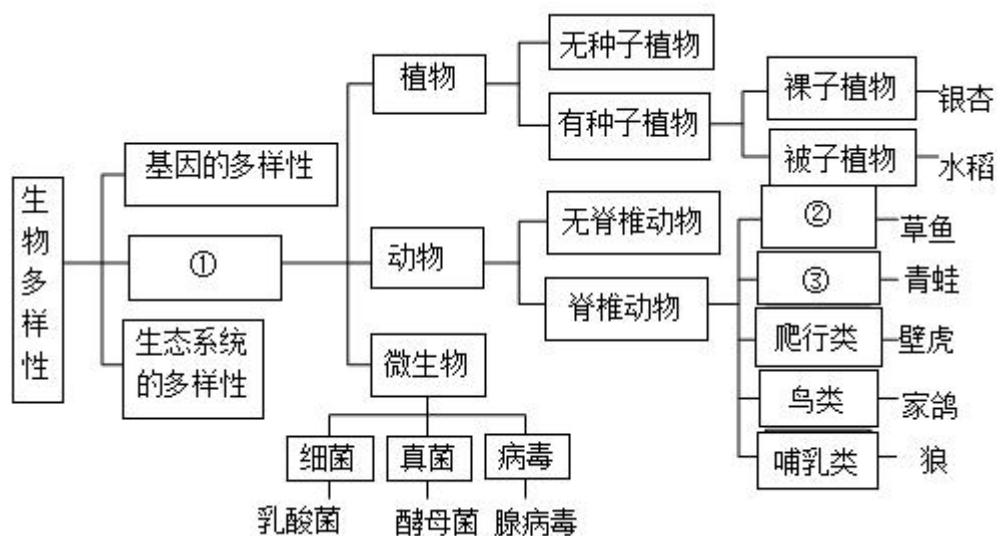 生物多样性
基因的多样性
①
生态系统
的多样性
植物
动物
微生物
无种子植物
有种子植物
裸子植物
银杏
被子植物
水稻
无脊椎动物
脊椎动物
②
草鱼
③
青蛙
爬行类
壁虎
鸟类
家鸽
哺乳类
狼
细菌
真菌
病毒
乳酸菌
酵母菌
腺病毒